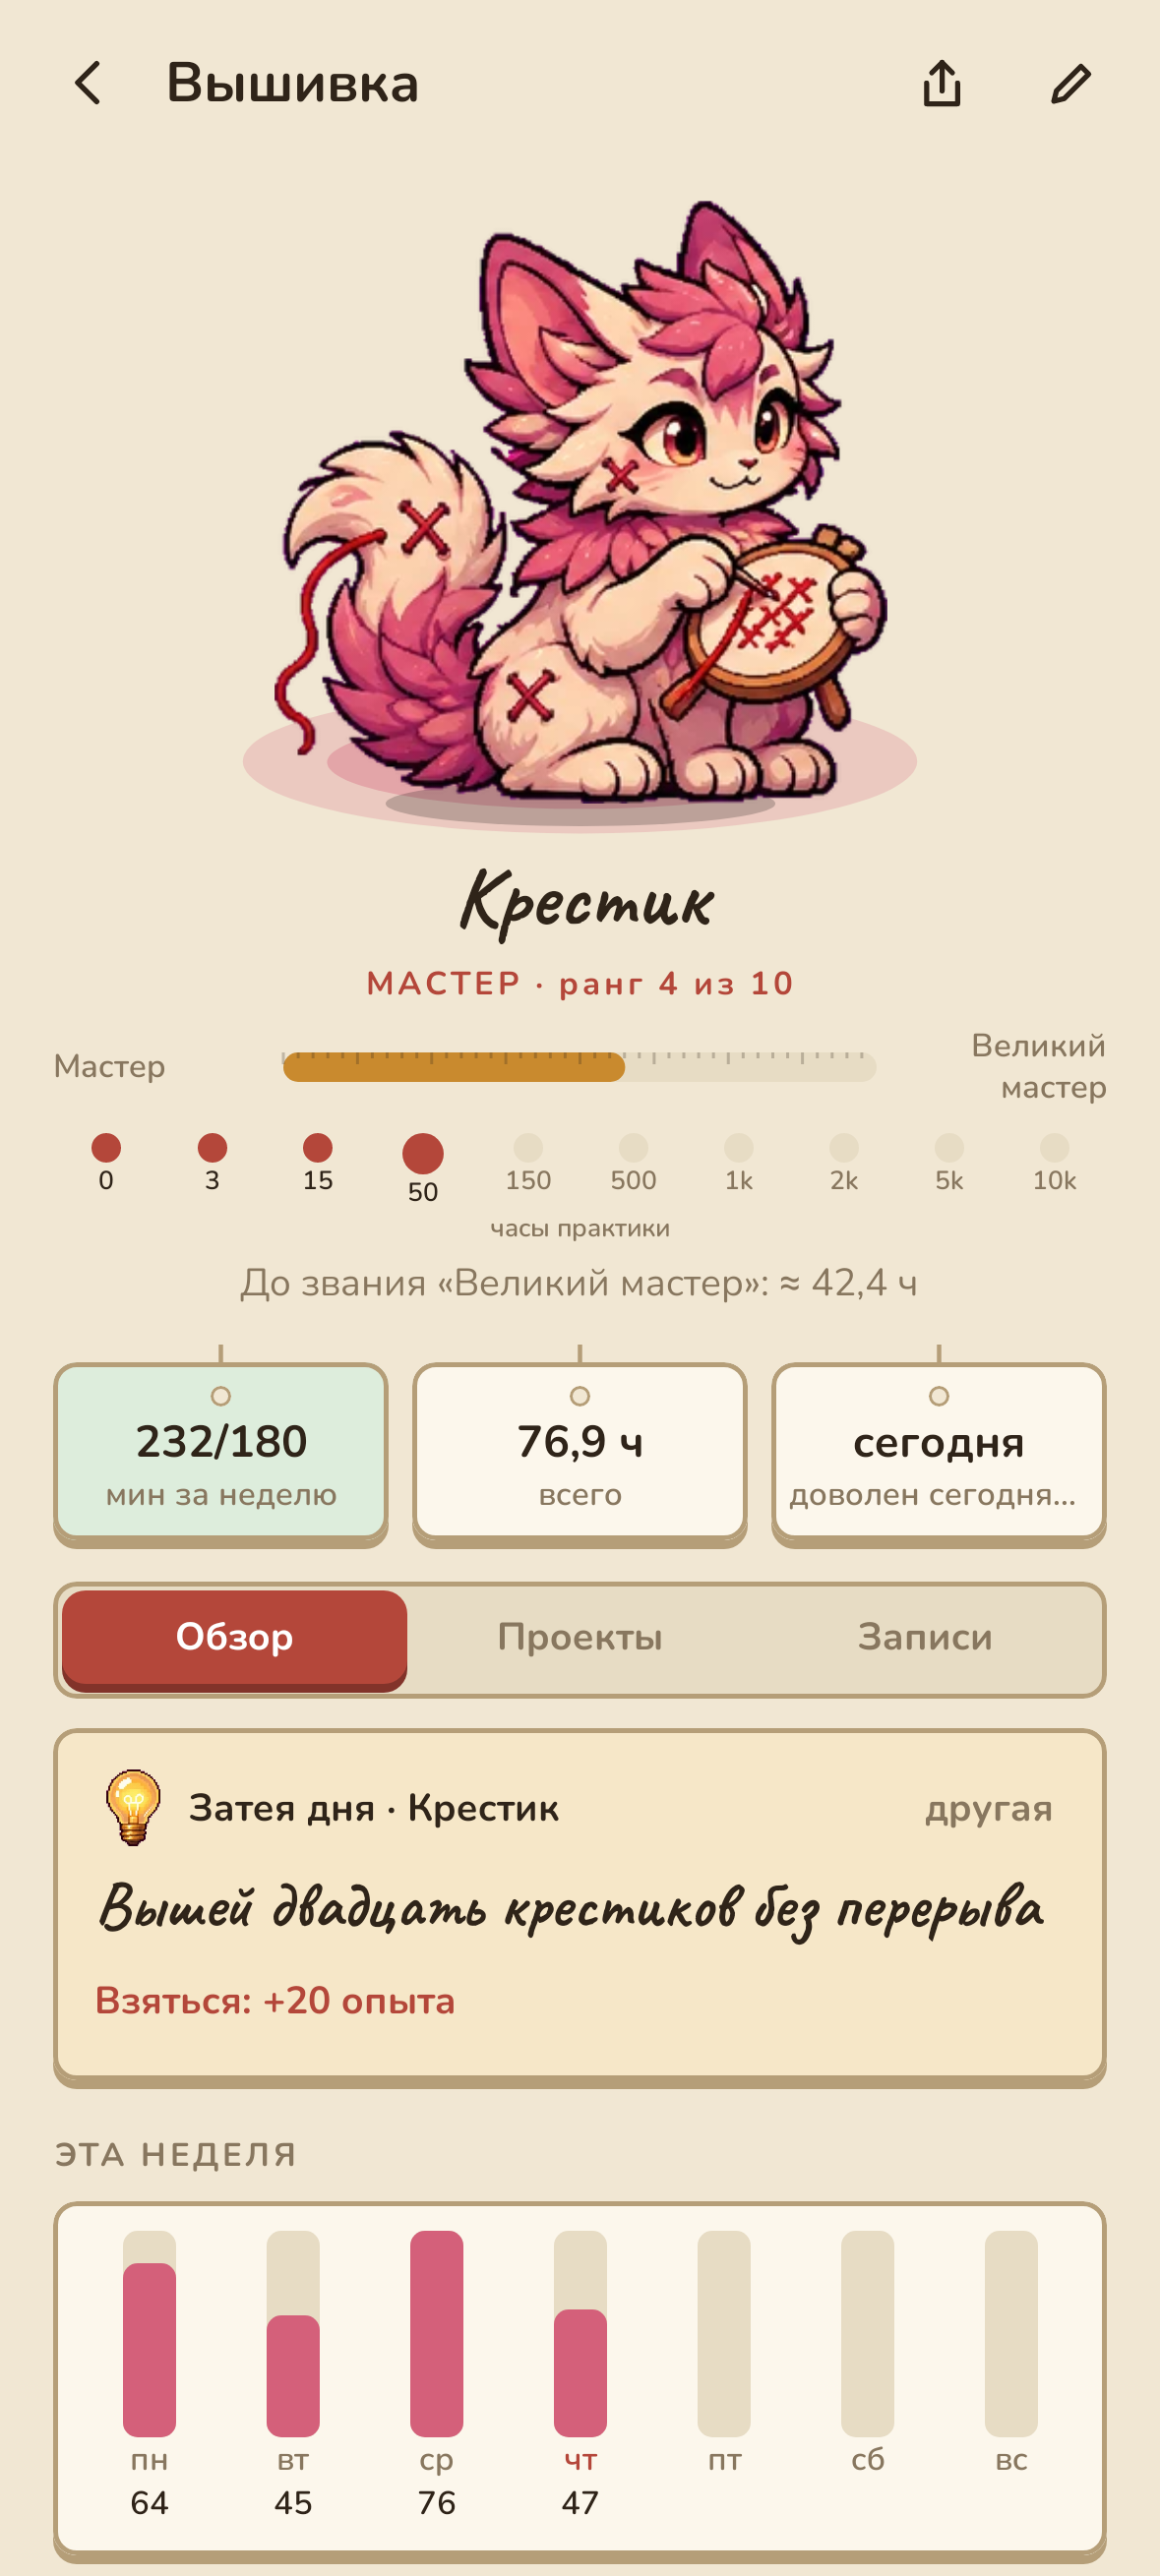 Вышивка
Крестик
МАСТЕР · ранг 4 из 10
Мастер
Великий
мастер
0 3 15 50 150 500 1k 2k 5k 10k
часы практики
До звания «Великий мастер»: ≈ 42,4 ч
232/180 76,9 ч сегодня
мин за неделю всего доволен сегодня...
Обзор Проекты Записи
Затея дня · Крестик другая
Вышей двадцать крестиков без перерыва
Взяться: +20 опыта
ЭТА НЕДЕЛЯ
пн вт ср чт пт сб вс
64 45 76 47